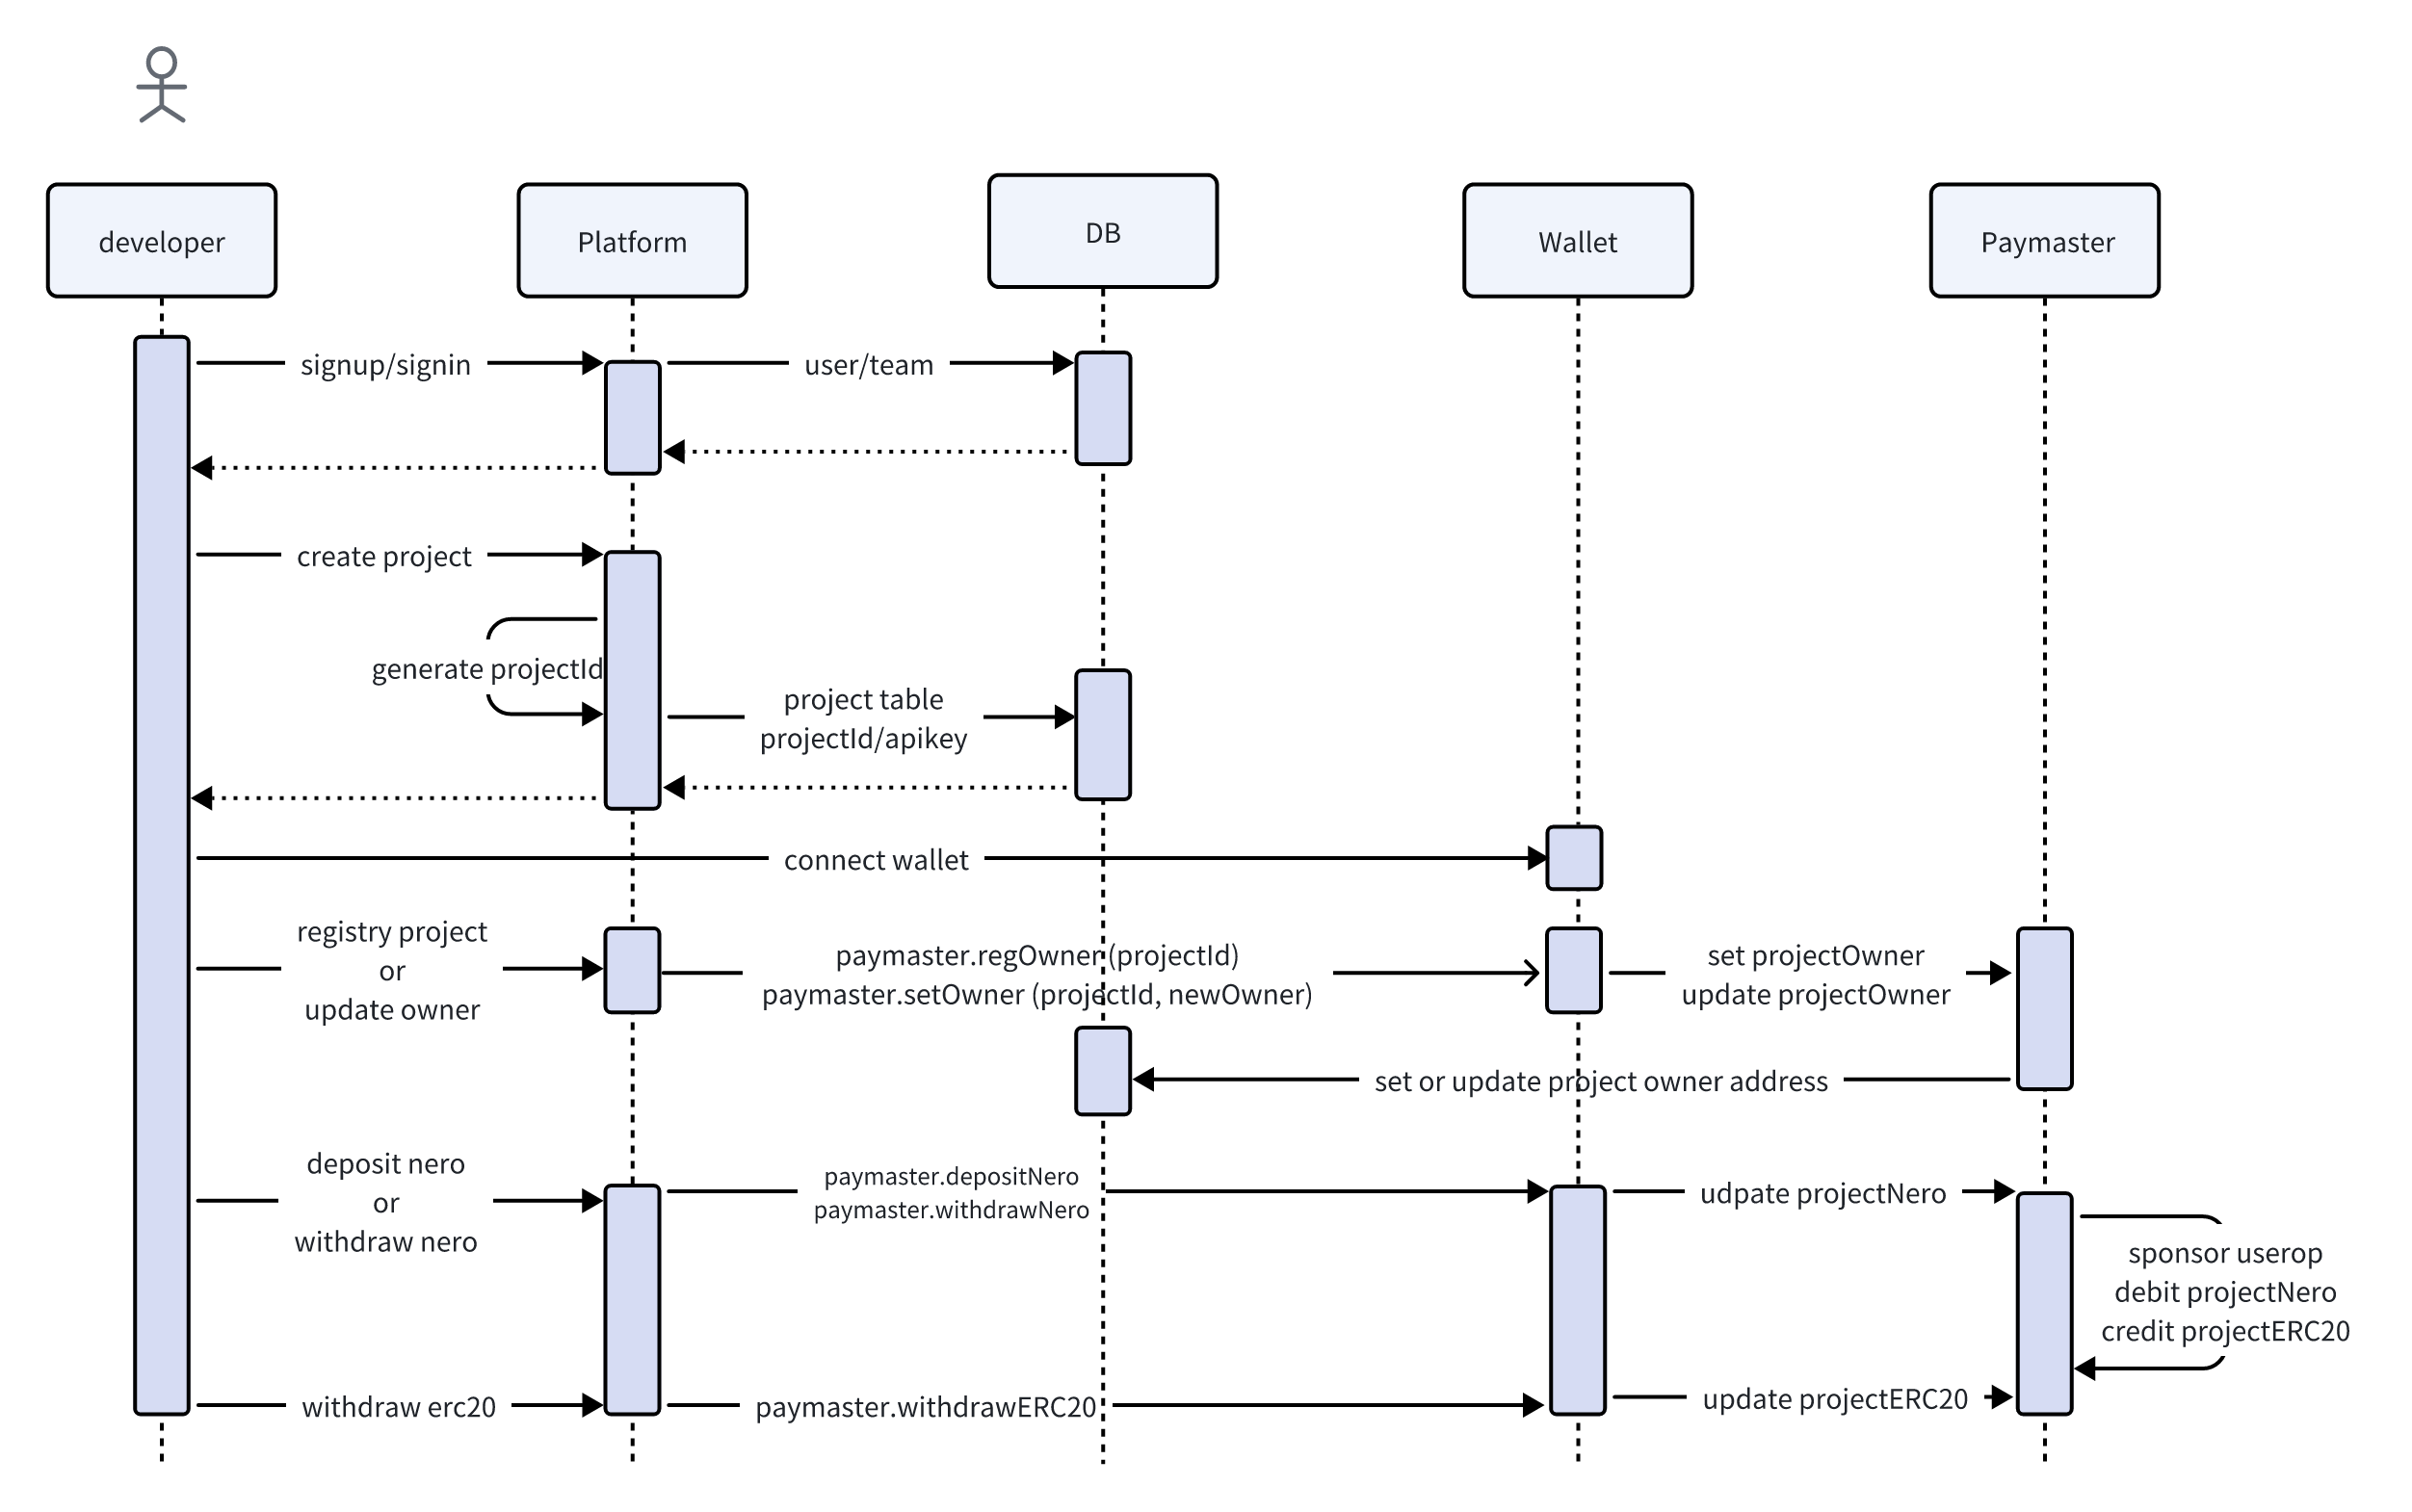 developer
Platform
DB
Wallet
Paymaster
signup/signin
user/team
create project
generate projectId
project table
projectId/apikey
connect wallet
registry project
or
update owner
paymaster.regOwner (projectId)
paymaster.setOwner (projectId, newOwner)
set projectOwner
update projectOwner
set or update project owner address
deposit nero
or
withdraw nero
paymaster.depositNero
paymaster.withdrawNero
udpate projectNero
sponsor userop
debit projectNero
credit projectERC20
withdraw erc20
paymaster.withdrawERC20
update projectERC20